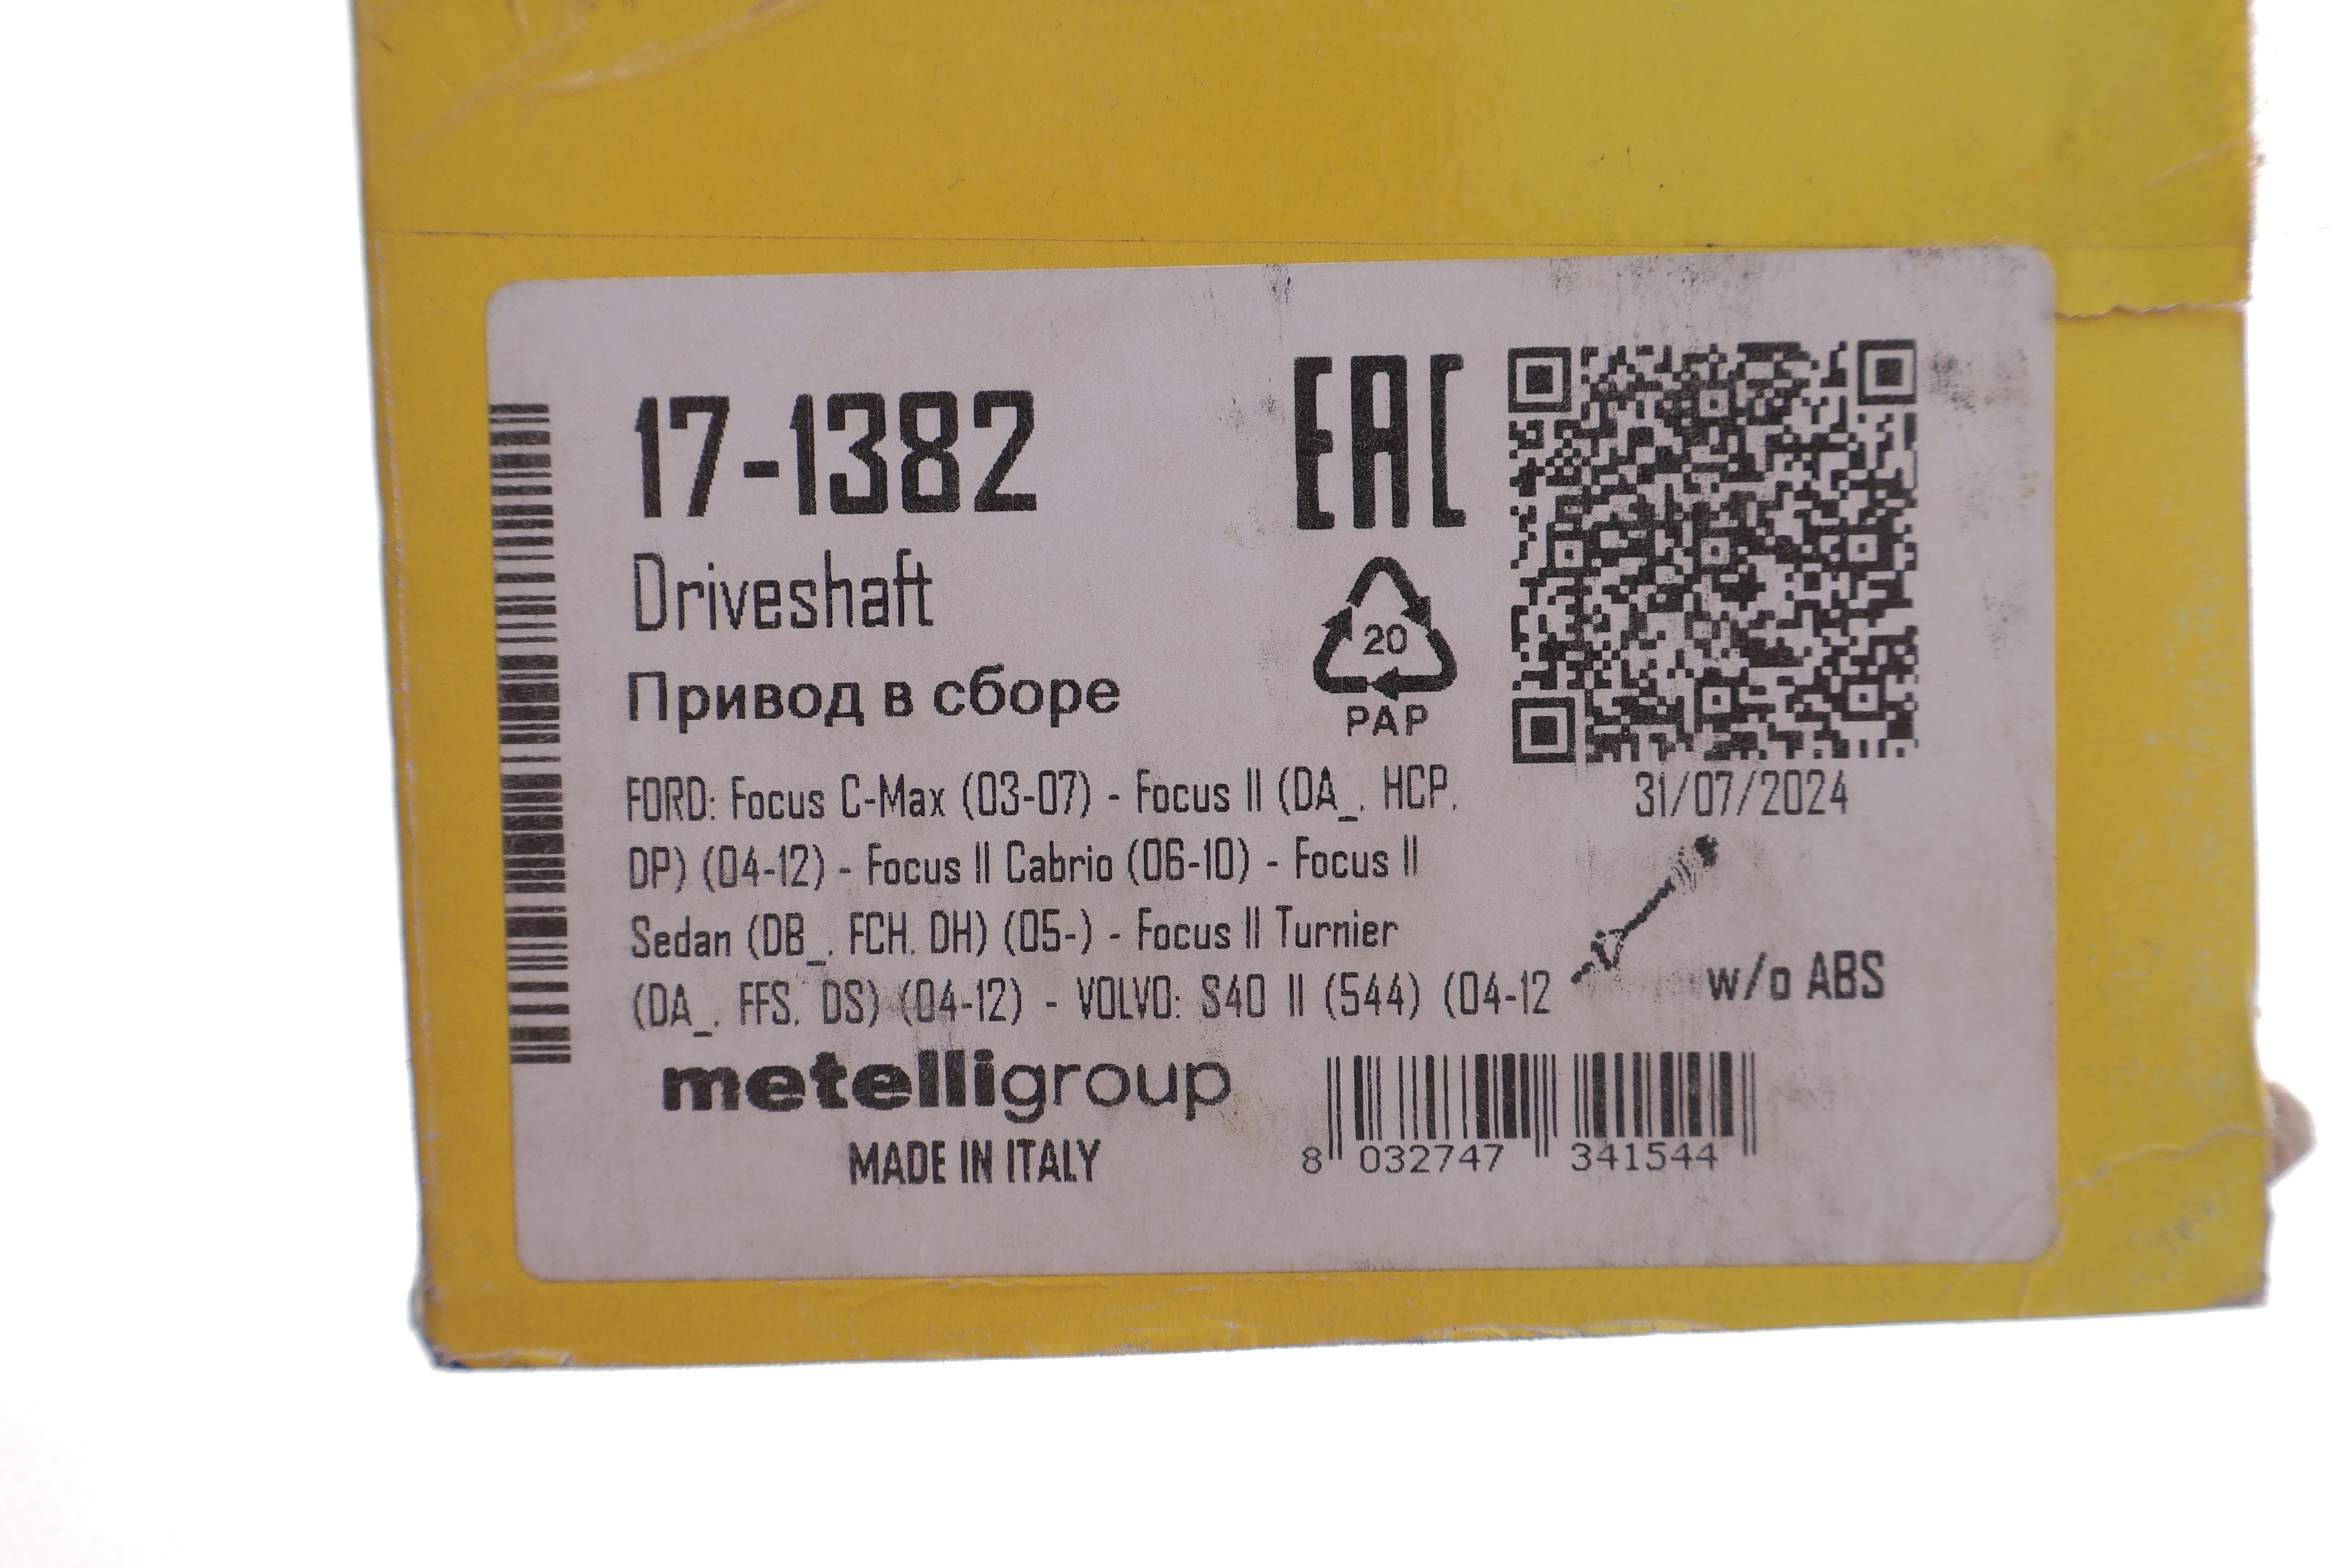 17-1382
EAC
Driveshaft
20
PAP
Привод в сборе
FORD: Focus C-Max (03-07) - Focus II (DA_, HCP,
DP) (04-12) - Focus II Cabrio (06-10) - Focus II
Sedan (DB_, FCH, DH) (05-) - Focus II Turnier
(DA_, FFS, DS) (04-12) - VOLVO: S40 II (544) (04-12
31/07/2024
w/o ABS
metelligroup
MADE IN ITALY
8 032747 341544